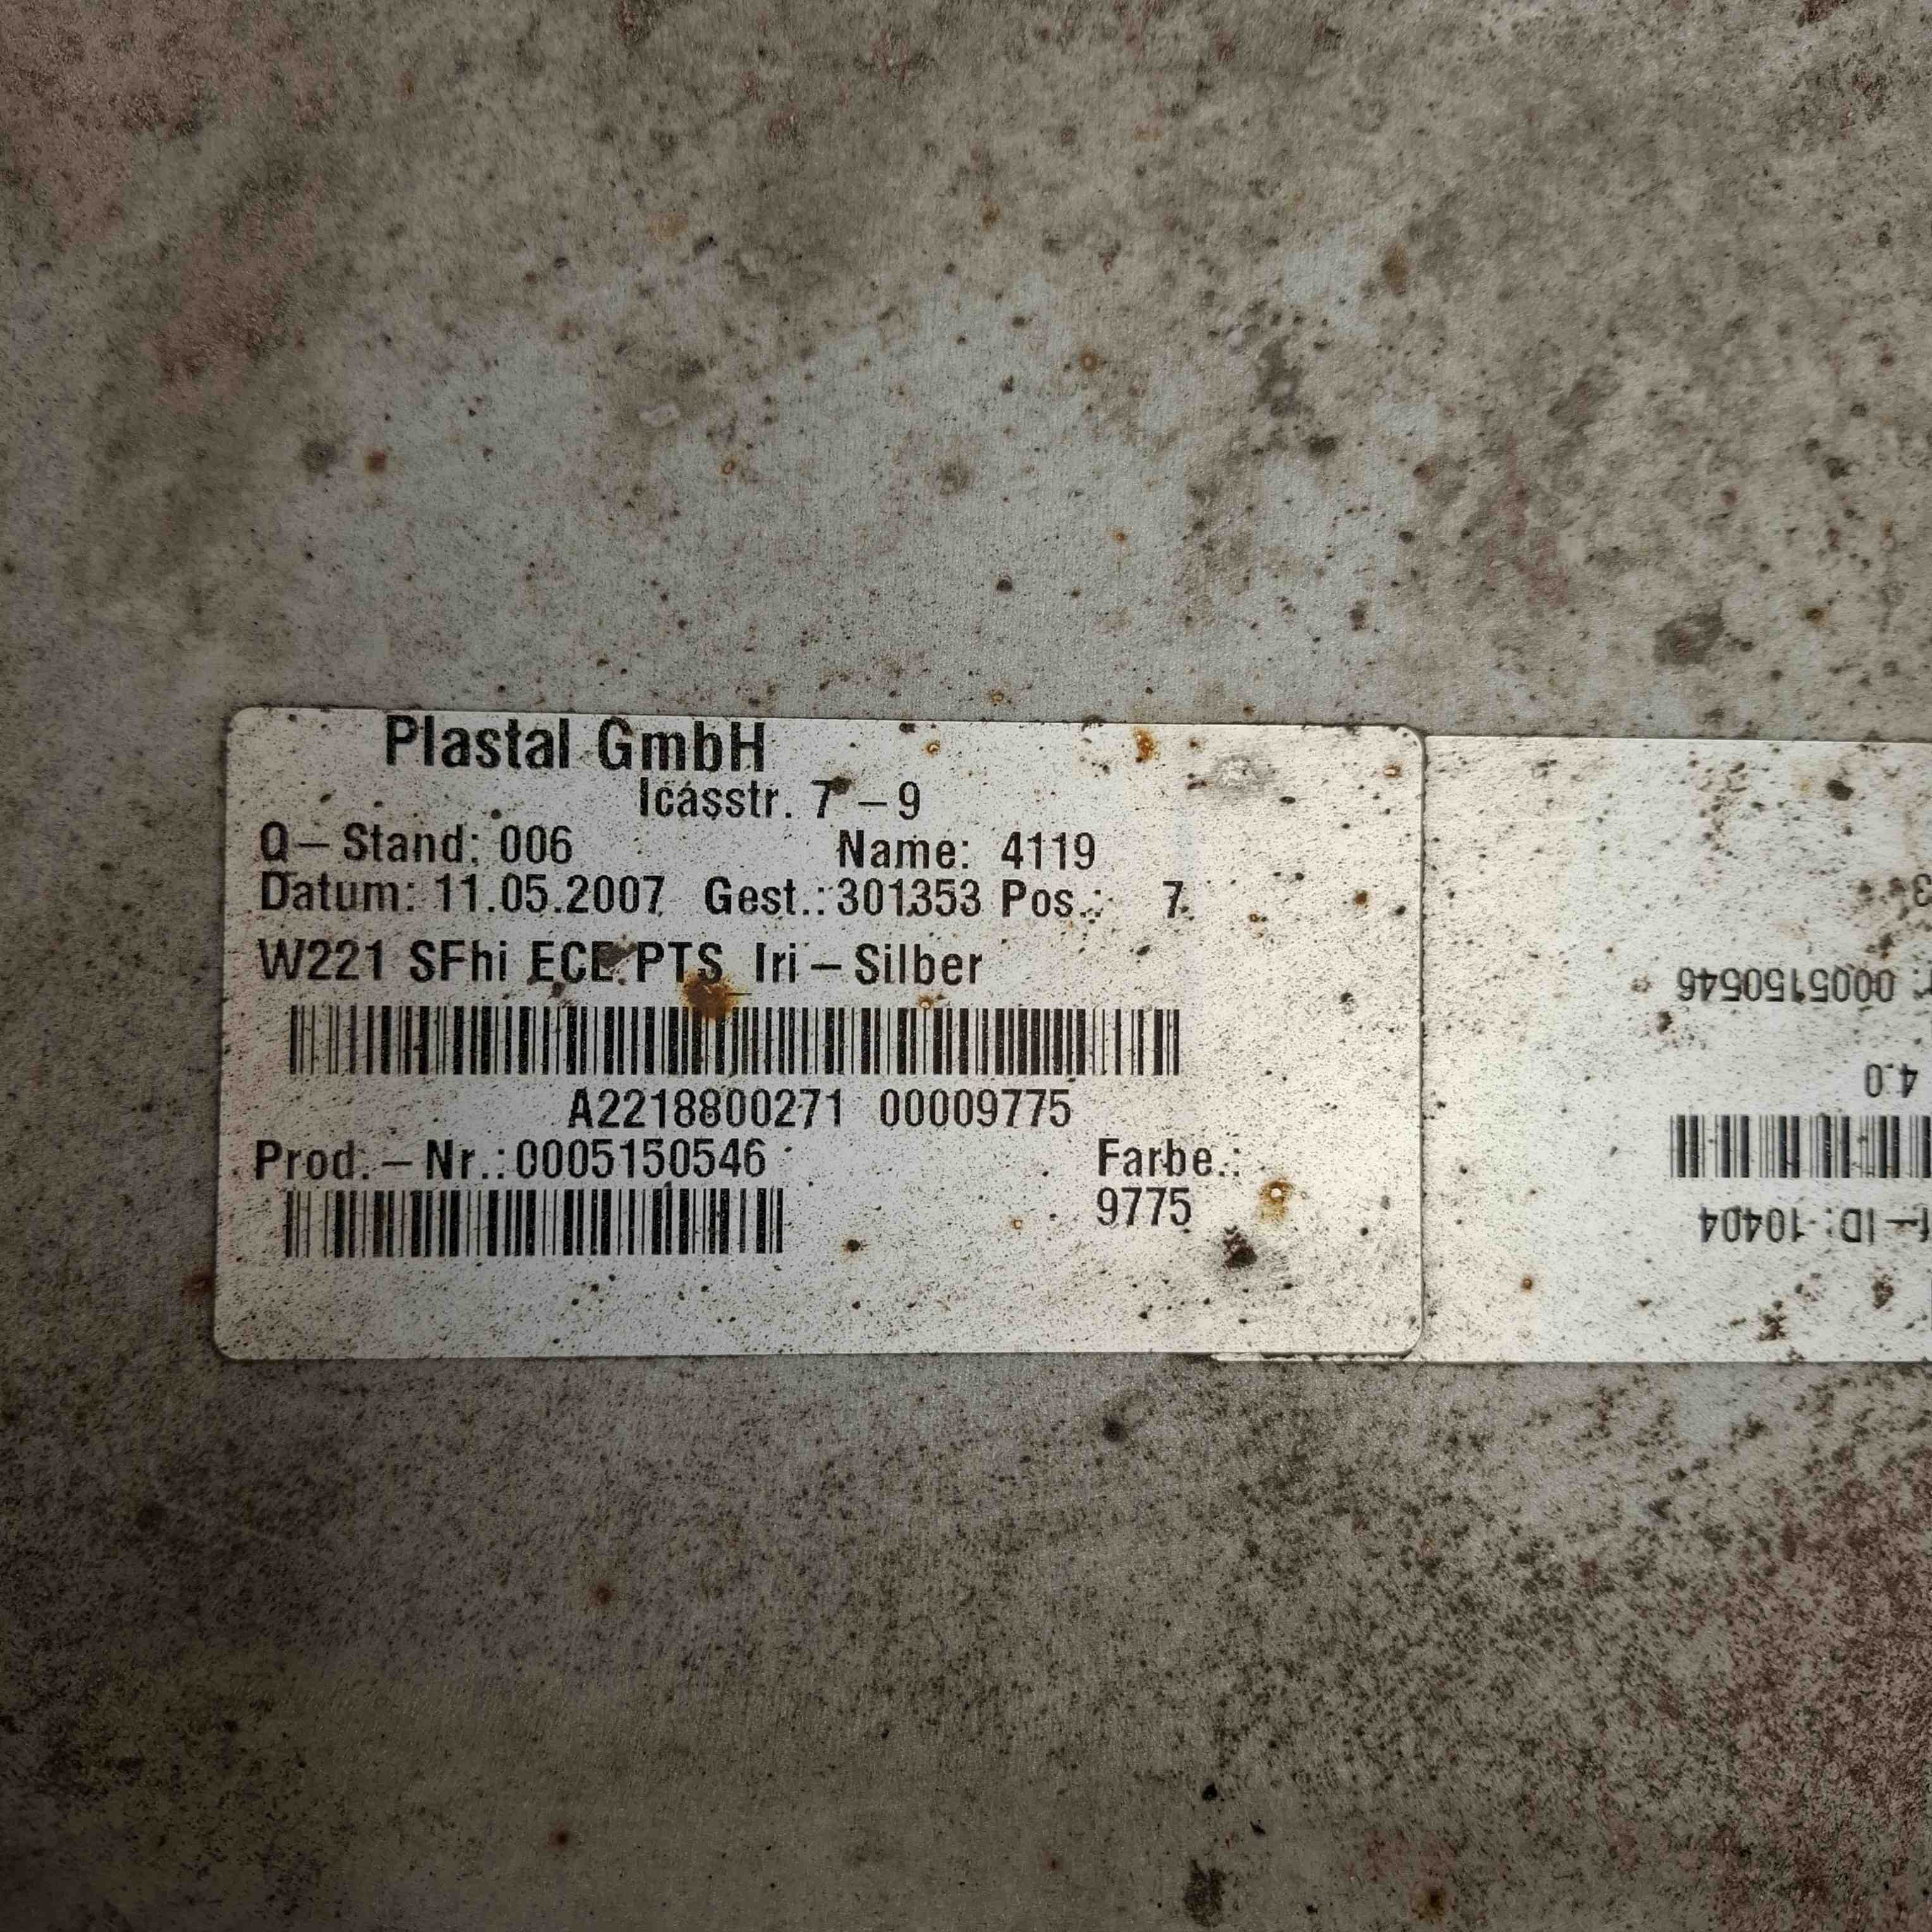 Plastal GmbH
Icasstr. 7 – 9
Q – Stand: 006 Name: 4119
Datum: 11.05.2007 Gest.: 301353 Pos.: 7
W221 SFhi ECE PTS Iri – Silber
A2218800271 00009775
Prod. – Nr.: 0005150546 Farbe.:
9775
0005150546
4.0
ID: 10404